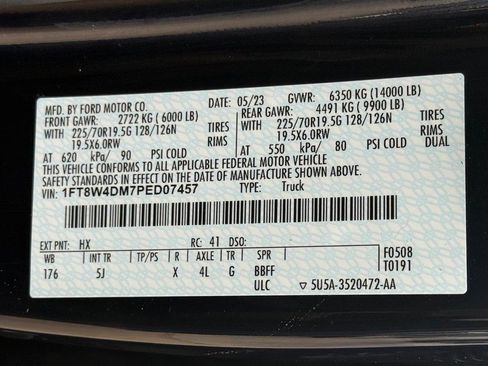 MFD. BY FORD MOTOR CO.
DATE: 05/23 GVWR: 6350 KG (14000 LB)
FRONT GAWR: 2722 KG (6000 LB)
REAR GAWR: 4491 KG (9900 LB)
WITH 225/70R19.5G 128/126N TIRES
WITH 225/70R19.5G 128/126N TIRES
19.5X6.0RW RIMS
19.5X6.0RW RIMS
AT 620 kPa/ 90 PSI COLD
AT 550 kPa/ 80 PSI COLD DUAL
THIS VEHICLE CONFORMS TO ALL APPLICABLE FEDERAL MOTOR VEHICLE
SAFETY STANDARDS IN EFFECT ON THE DATE OF MANUFACTURE SHOWN ABOVE.
VIN: 1FT8W4DM7PED07457 TYPE: Truck
EXT PNT: HX RC: 41 DSO:
WB INT TR TP/PS R AXLE TR SPR F0508
176 5J X 4L G BBFF T0191
ULC ▽ 5U5A-3520472-AA